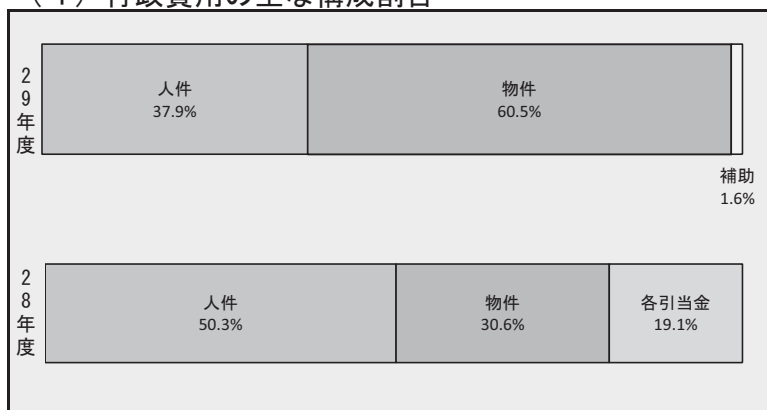 （１）行政費用の主な構成割合
29年度
人件
37.9%
物件
60.5%
補助
1.6%
28年度
人件
50.3%
物件
30.6%
各引当金
19.1%